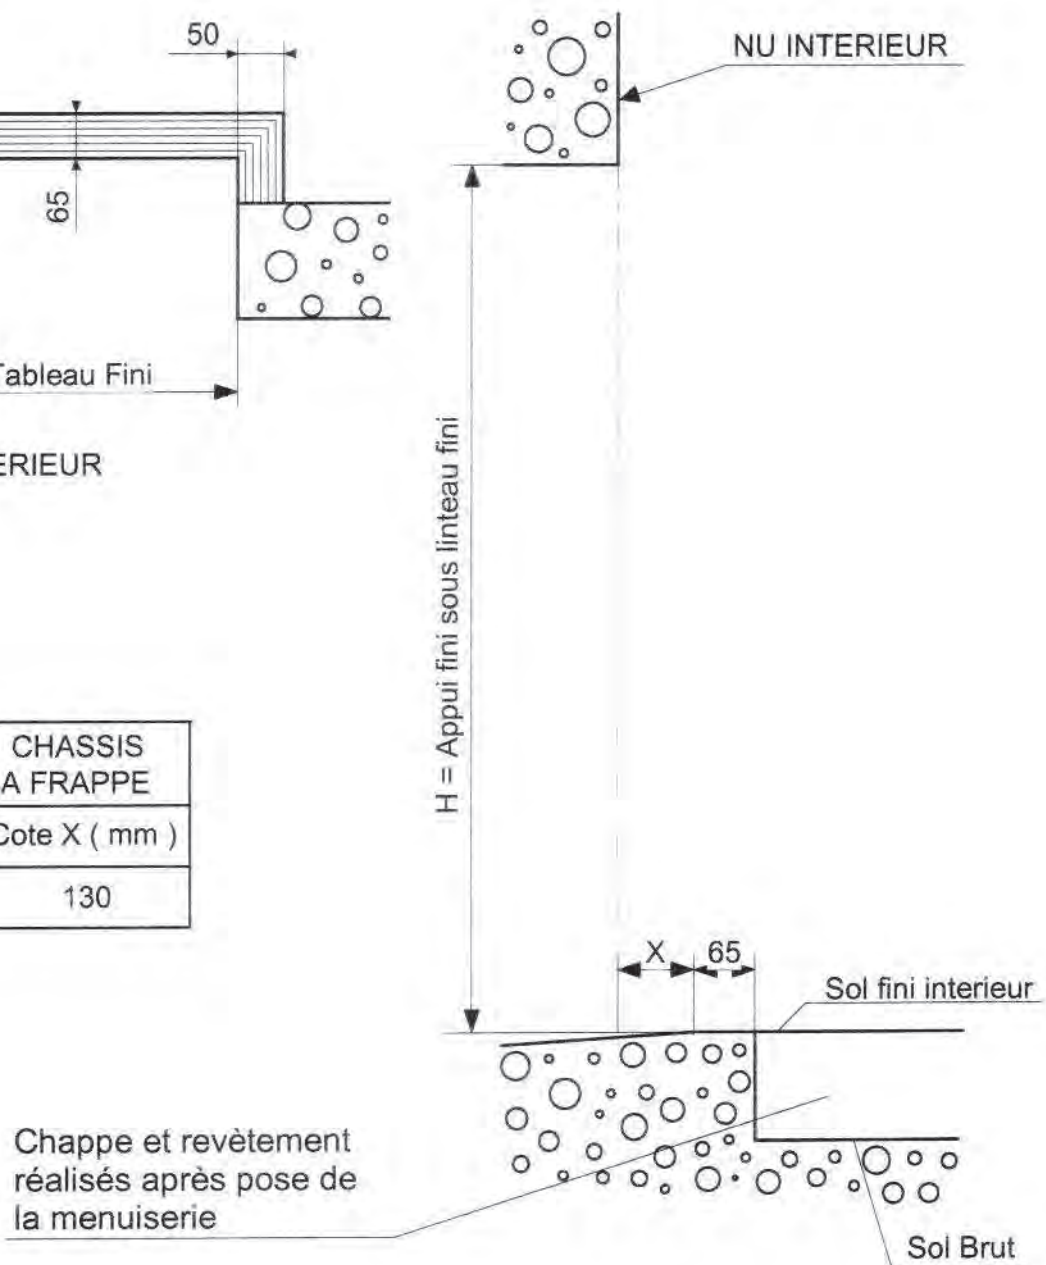 50
NU INTERIEUR
65
Tableau Fini
ERIEUR
H = Appui fini sous linteau fini
CHASSIS
A FRAPPE
Cote X ( mm )
130
X
65
Sol fini interieur
Chappe et revètement
réalisés après pose de
la menuiserie
Sol Brut